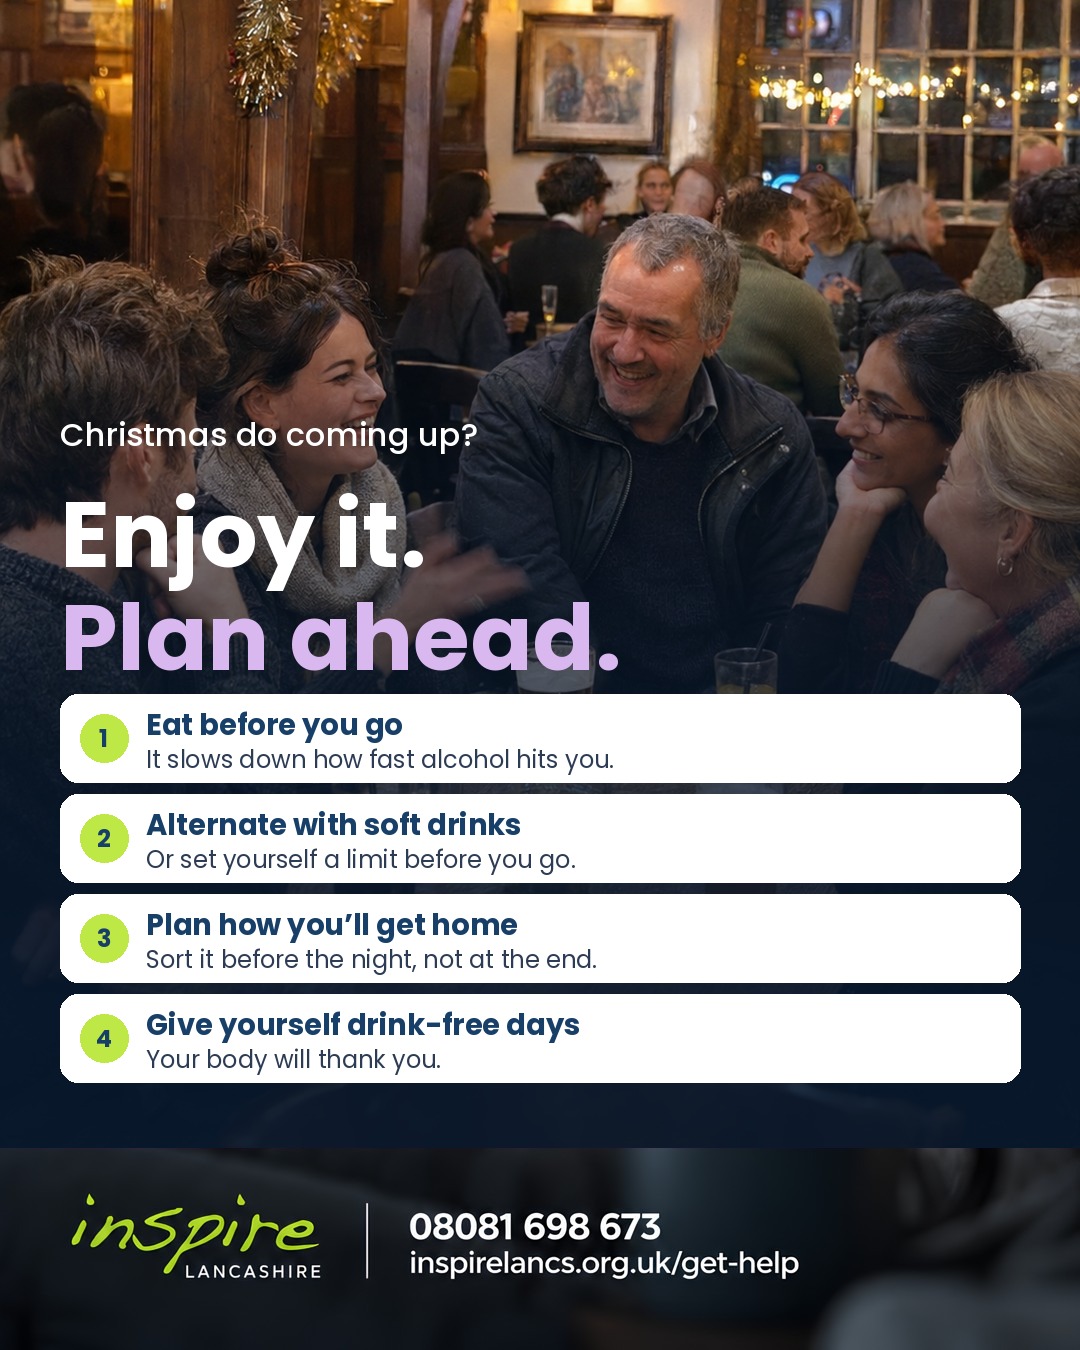 Christmas do coming up?
Enjoy it.
Plan ahead.
1
Eat before you go
It slows down how fast alcohol hits you.
2
Alternate with soft drinks
Or set yourself a limit before you go.
3
Plan how you’ll get home
Sort it before the night, not at the end.
4
Give yourself drink-free days
Your body will thank you.
inspire
LANCASHIRE
08081 698 673
inspirelancs.org.uk/get-help